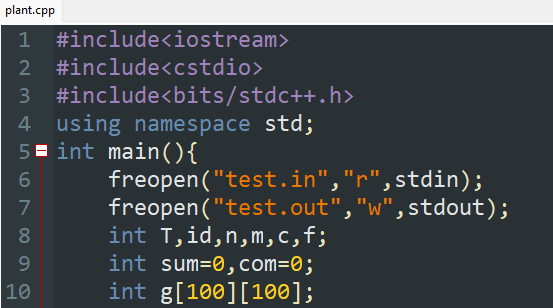 plant.cpp
1 #include<iostream>
2 #include<cstdio>
3 #include<bits/stdc++.h>
4 using namespace std;
5 int main(){
6 freopen("test.in","r",stdin);
7 freopen("test.out","w",stdout);
8 int T,id,n,m,c,f;
9 int sum=0,com=0;
10 int g[100][100];